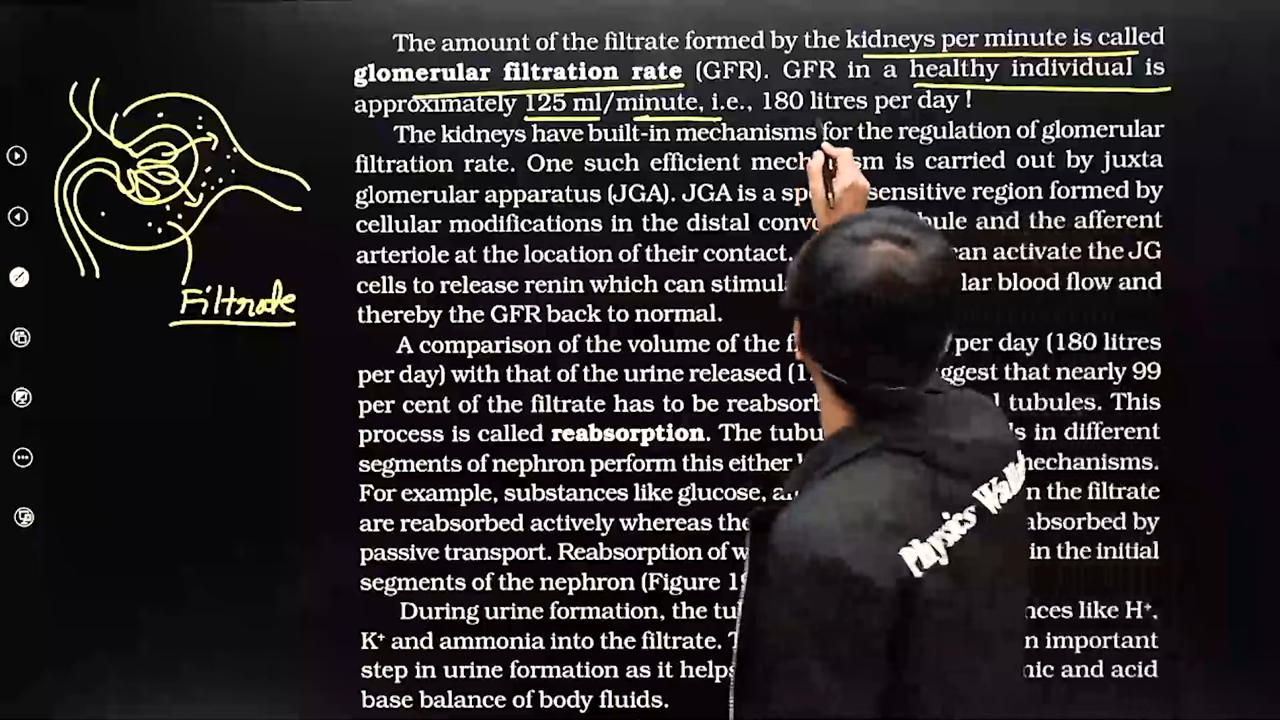 The amount of the filtrate formed by the kidneys per minute is called
glomerular filtration rate (GFR). GFR in a healthy individual is
approximately 125 ml/minute, i.e., 180 litres per day !
The kidneys have built-in mechanisms for the regulation of glomerular
filtration rate. One such efficient mech m is carried out by juxta
glomerular apparatus (JGA). JGA is a sp sensitive region formed by
cellular modifications in the distal convo ule and the afferent
arteriole at the location of their contact. can activate the JG
cells to release renin which can stimula lar blood flow and
thereby the GFR back to normal.
A comparison of the volume of the f per day (180 litres
per day) with that of the urine released (1. ggest that nearly 99
per cent of the filtrate has to be reabsorb l tubules. This
process is called reabsorption. The tubu s in different
segments of nephron perform this either mechanisms.
For example, substances like glucose, a n the filtrate
are reabsorbed actively whereas the absorbed by
passive transport. Reabsorption of w in the initial
segments of the nephron (Figure 19
During urine formation, the tu nces like H⁺,
K⁺ and ammonia into the filtrate. T n important
step in urine formation as it helps nic and acid
base balance of body fluids.
Filtrate
Physics Wallah